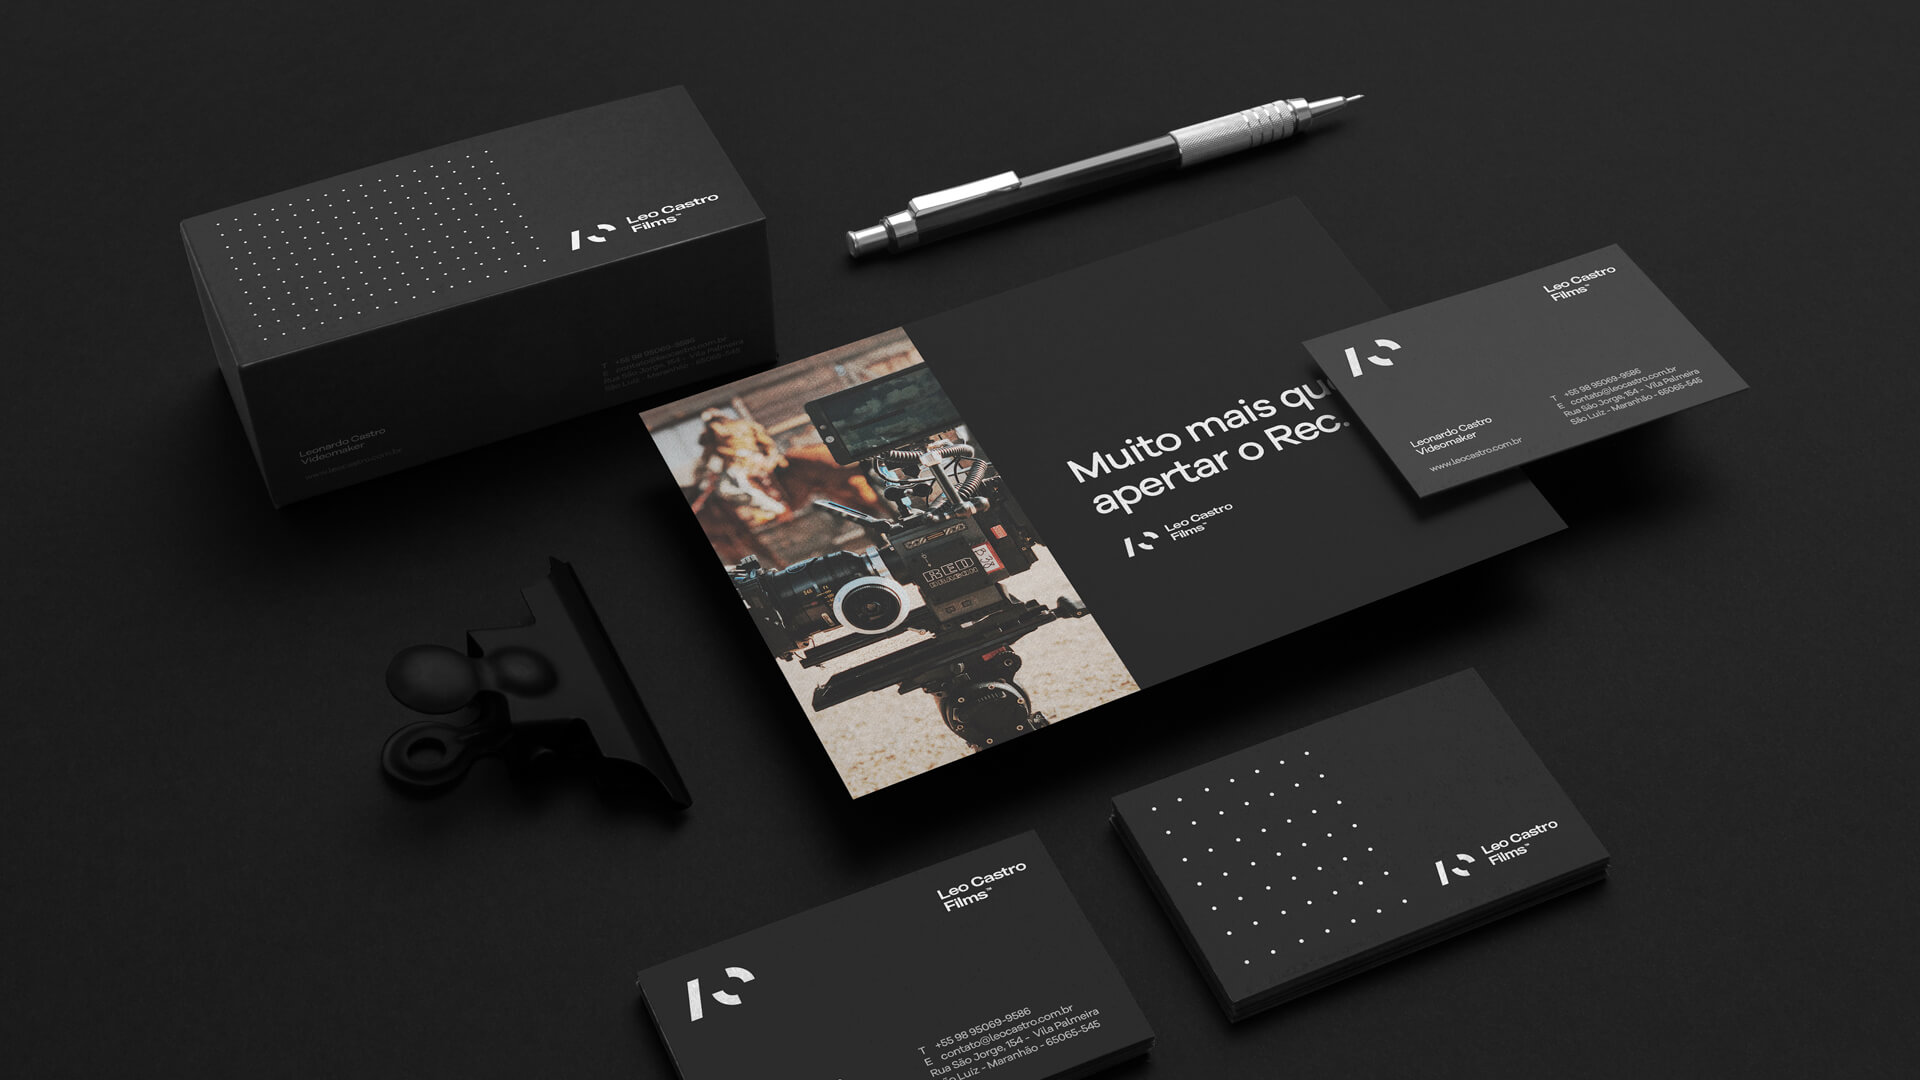 Leo Castro
Films™
T +55 98 95069-9586
E contato@leocastro.com.br
Rua São Jorge, 154 - Vila Palmeira
São Luíz - Maranhão - 65065-545
Leonardo Castro
Videomaker
www.leocastro.com.br
Muito mais que
apertar o Rec.
Leo Castro
Films™
RED
DRAGON
Leo Castro
Films™
T +55 98 95069-9586
E contato@leocastro.com.br
Rua São Jorge, 154 - Vila Palmeira
São Luíz - Maranhão - 65065-545
Leonardo Castro
Videomaker
www.leocastro.com.br
Leo Castro
Films™
Leo Castro
Films™
T +55 98 95069-9586
E contato@leocastro.com.br
Rua São Jorge, 154 - Vila Palmeira
São Luíz - Maranhão - 65065-545